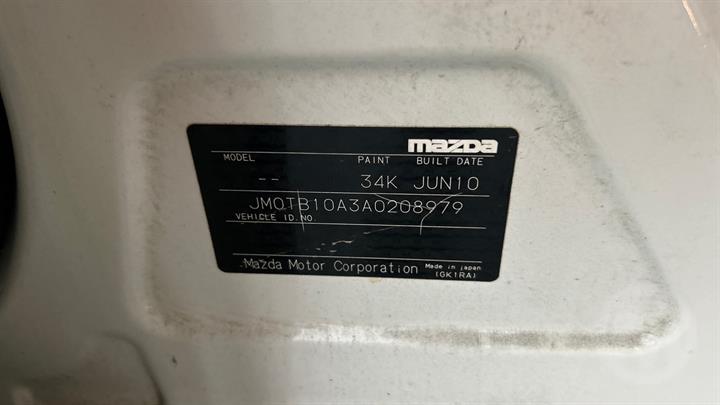 mazda
MODEL PAINT BUILT DATE
-- 34K JUN10
JM0TB10A3A0208979
VEHICLE ID.NO.
Mazda Motor Corporation Made in Japan
(GK1RA)